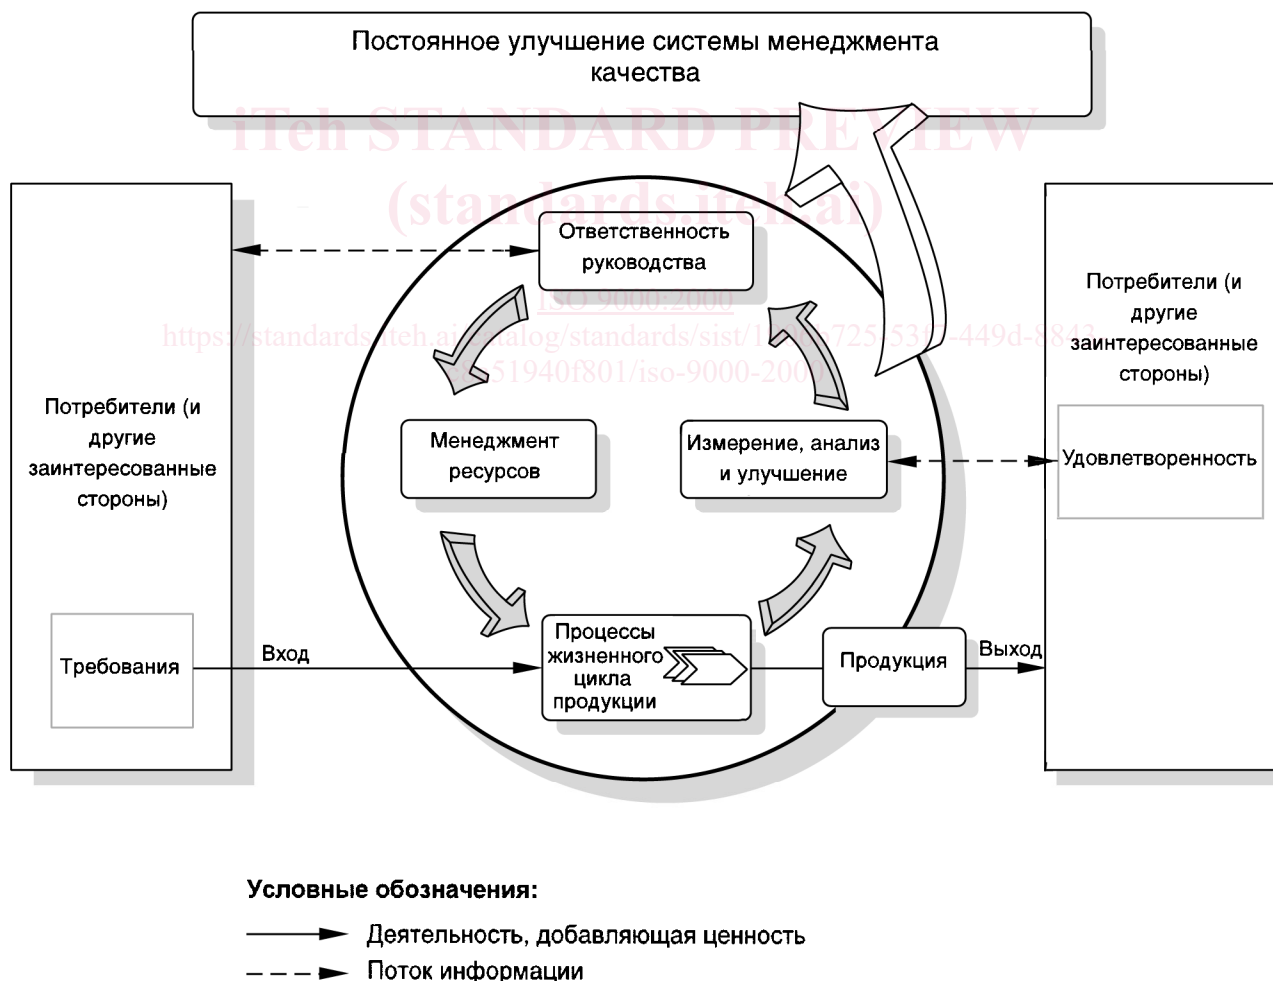 Постоянное улучшение системы менеджмента
качества
iTeh STANDARD PREVIEW
(standards.iteh.ai)
Ответственность
руководства
ISO 9000:2000
Потребители (и
другие
заинтересованные
стороны)
Потребители (и
другие
заинтересованные
стороны)
Менеджмент
ресурсов
Измерение, анализ
и улучшение
Удовлетворенность
Требования
Вход
Процессы
жизненного
цикла
продукции
Продукция
Выход
Условные обозначения:
Деятельность, добавляющая ценность
Поток информации